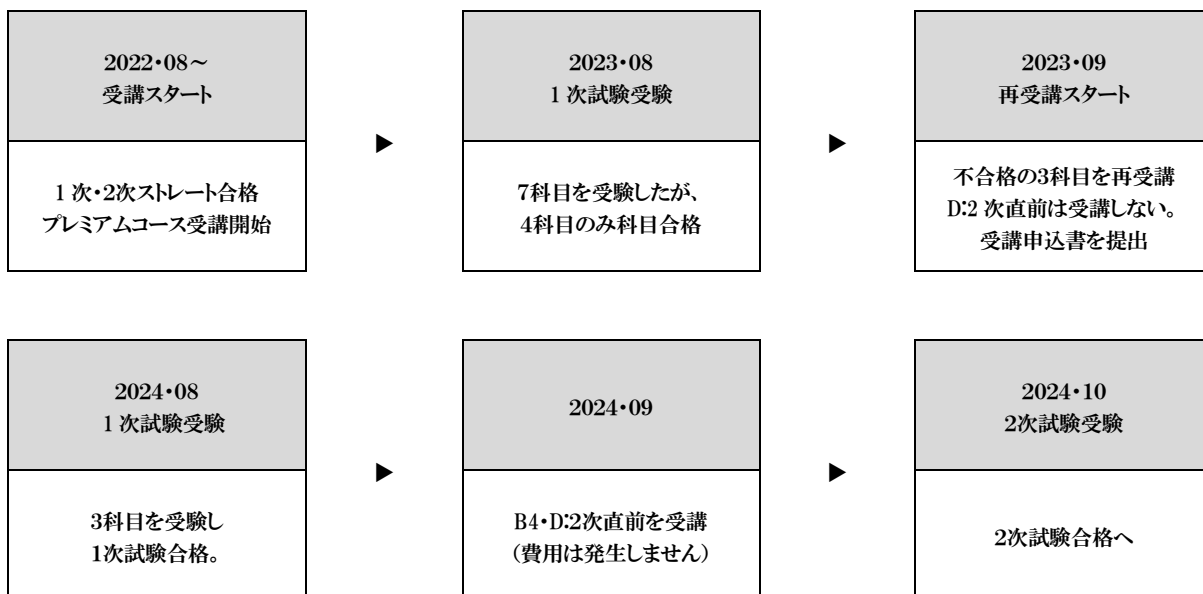 2022・08～
受講スタート
1次・2次ストレート合格
プレミアムコース受講開始
▶
2023・08
1次試験受験
7科目を受験したが、
4科目のみ科目合格
▶
2023・09
再受講スタート
不合格の3科目を再受講
D:2次直前は受講しない。
受講申込書を提出
2024・08
1次試験受験
3科目を受験し
1次試験合格。
▶
2024・09
B4・D:2次直前を受講
（費用は発生しません）
▶
2024・10
2次試験受験
2次試験合格へ